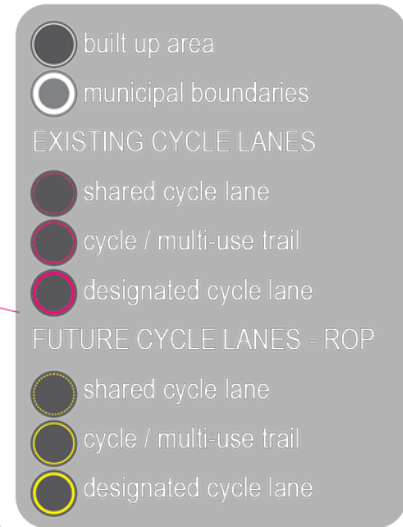 built up area
municipal boundaries
EXISTING CYCLE LANES
shared cycle lane
cycle / multi-use trail
designated cycle lane
FUTURE CYCLE LANES - ROP
shared cycle lane
cycle / multi-use trail
designated cycle lane